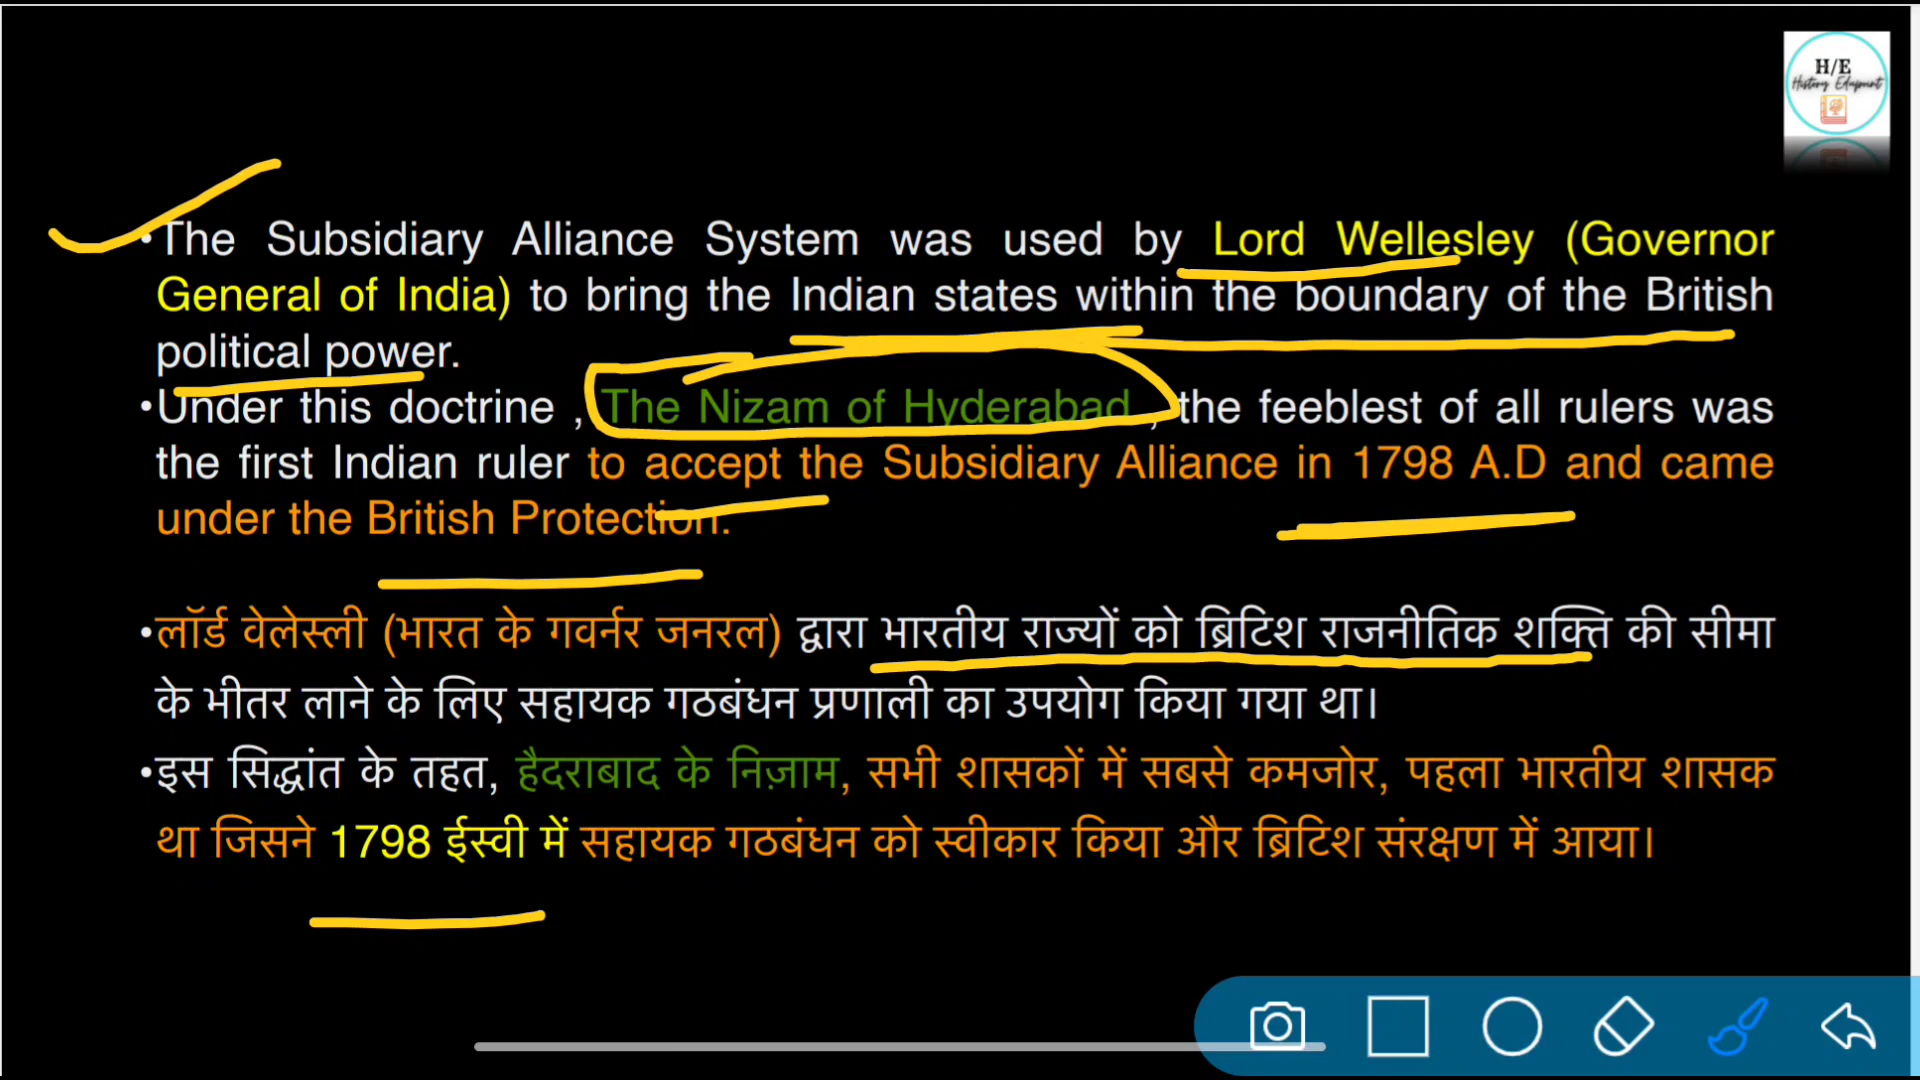 H/E
History Edupoint
•The Subsidiary Alliance System was used by Lord Wellesley (Governor
General of India) to bring the Indian states within the boundary of the British
political power.
•Under this doctrine , The Nizam of Hyderabad , the feeblest of all rulers was
the first Indian ruler to accept the Subsidiary Alliance in 1798 A.D and came
under the British Protection.
•लॉर्ड वेलेस्ली (भारत के गवर्नर जनरल) द्वारा भारतीय राज्यों को ब्रिटिश राजनीतिक शक्ति की सीमा
के भीतर लाने के लिए सहायक गठबंधन प्रणाली का उपयोग किया गया था।
•इस सिद्धांत के तहत, हैदराबाद के निज़ाम, सभी शासकों में सबसे कमजोर, पहला भारतीय शासक
था जिसने 1798 ईस्वी में सहायक गठबंधन को स्वीकार किया और ब्रिटिश संरक्षण में आया।